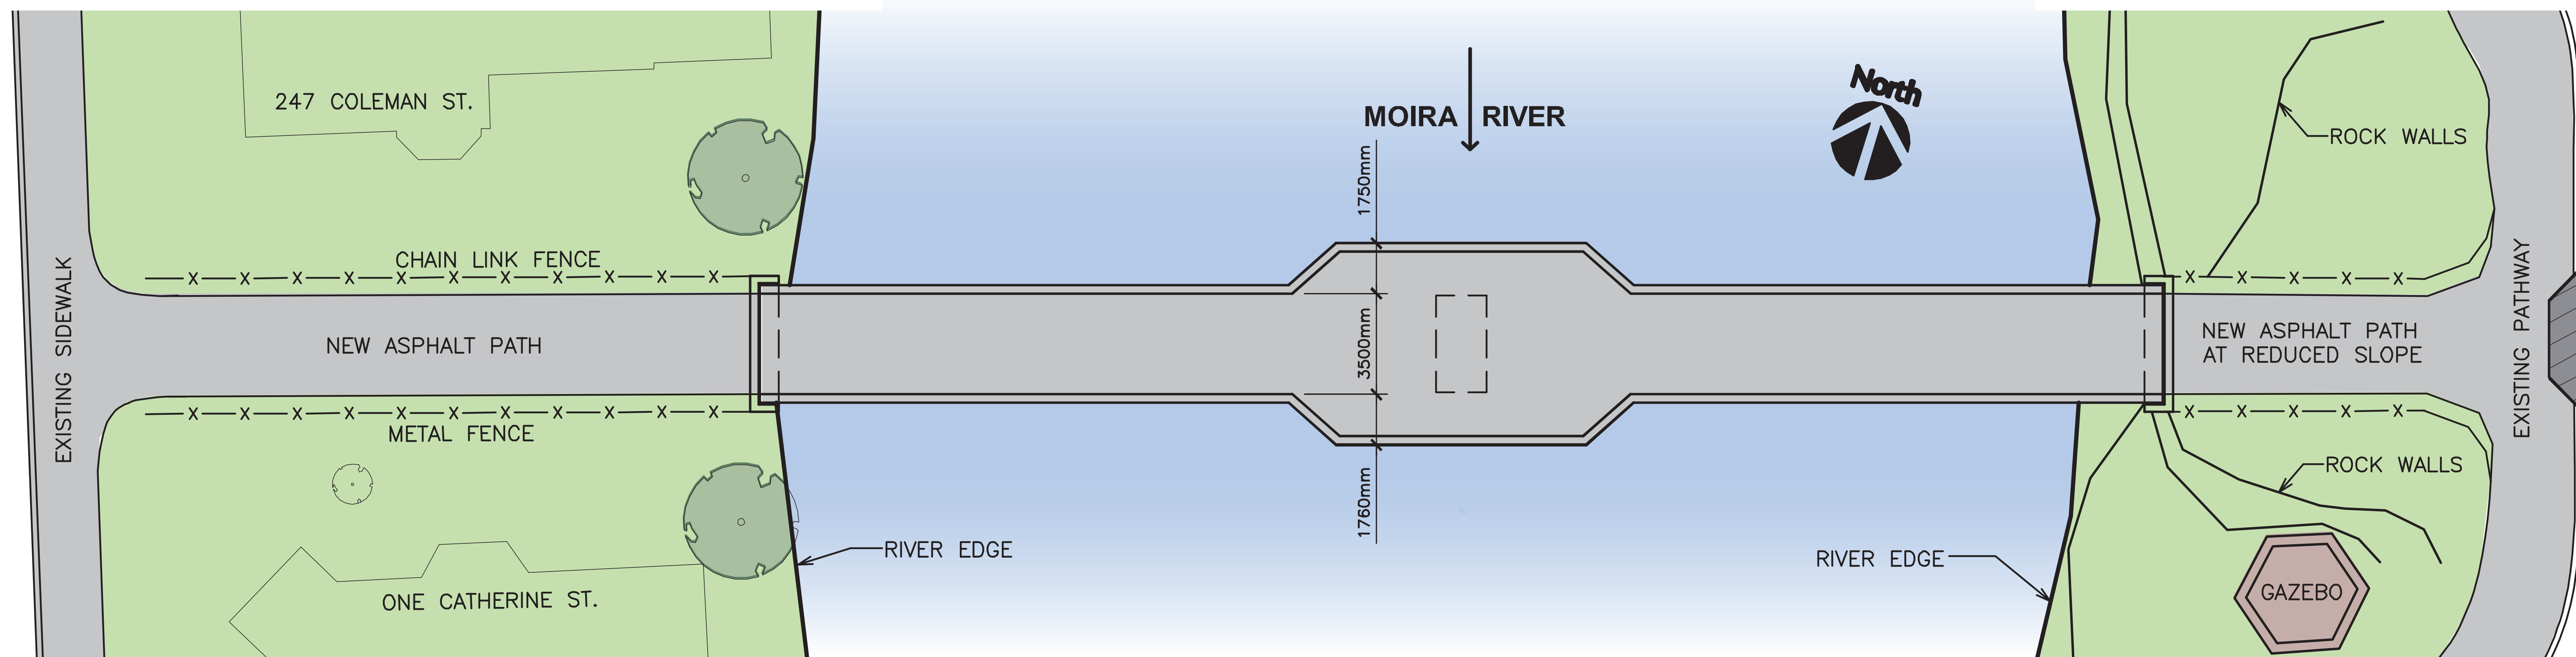 247 COLEMAN ST.
CHAIN LINK FENCE
EXISTING SIDEWALK
NEW ASPHALT PATH
METAL FENCE
ONE CATHERINE ST.
RIVER EDGE
MOIRA RIVER
1750mm
3500mm
1760mm
North
RIVER EDGE
ROCK WALLS
NEW ASPHALT PATH
AT REDUCED SLOPE
EXISTING PATHWAY
ROCK WALLS
GAZEBO